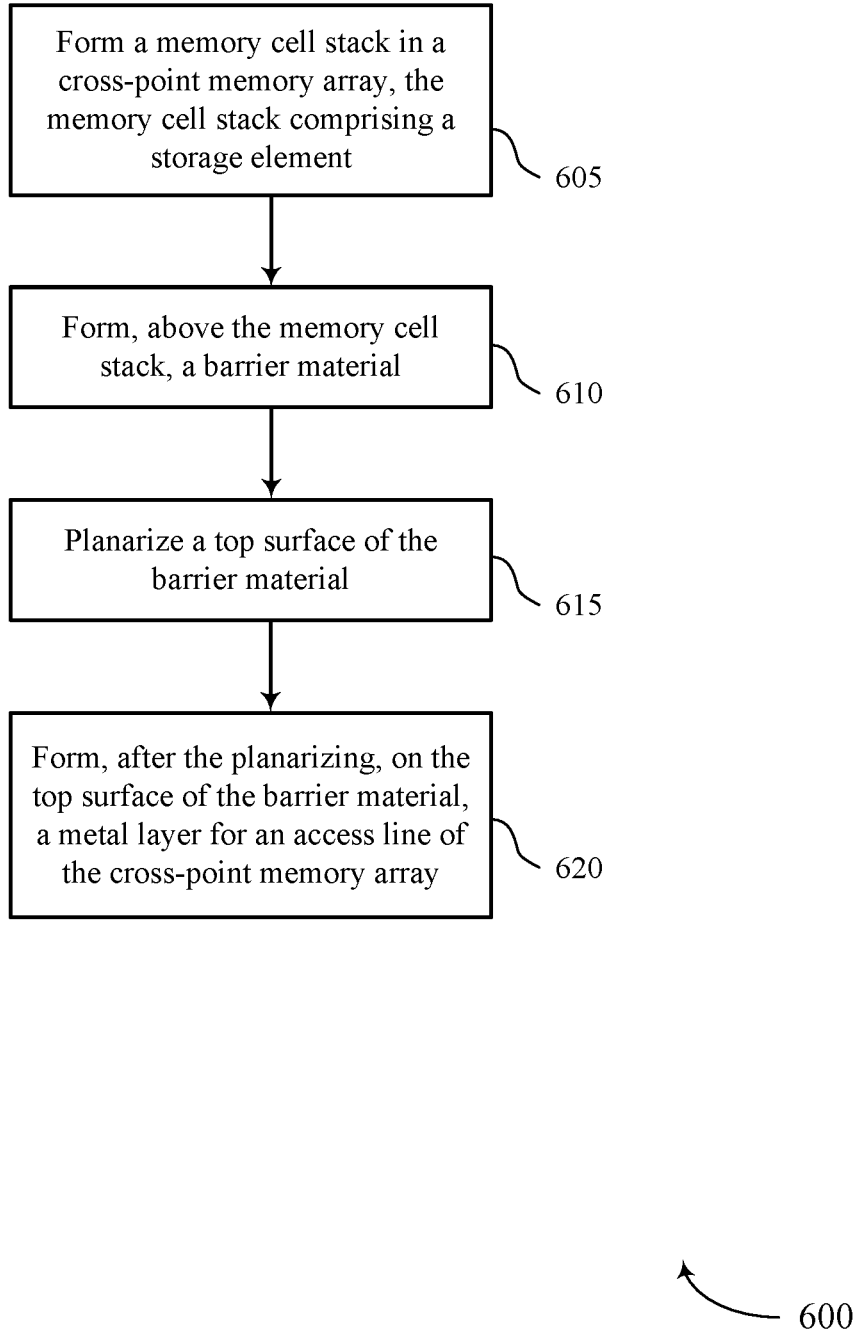 Form a memory cell stack in a
cross-point memory array, the
memory cell stack comprising a
storage element
605
Form, above the memory cell
stack, a barrier material
610
Planarize a top surface of the
barrier material
615
Form, after the planarizing, on the
top surface of the barrier material,
a metal layer for an access line of
the cross-point memory array
620
600